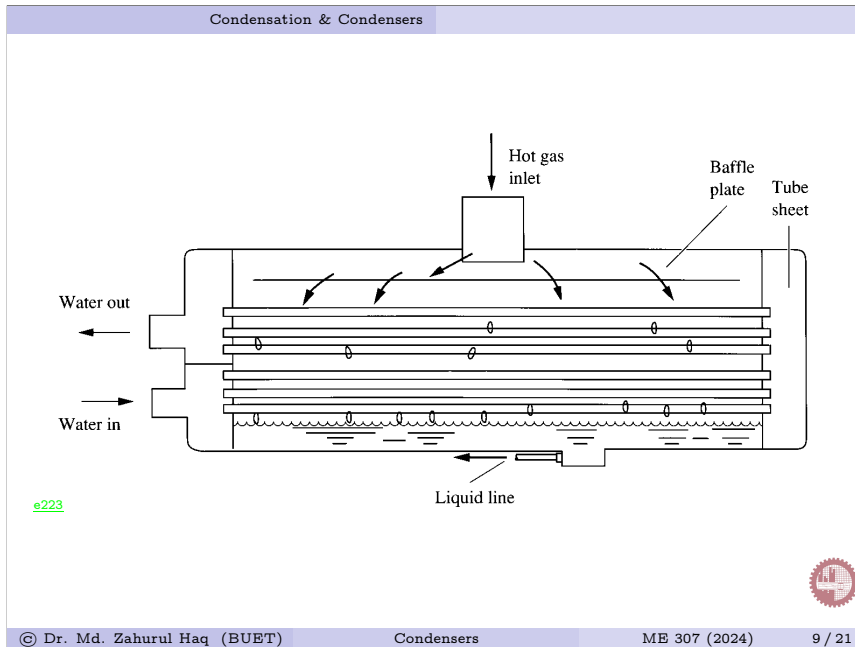 Condensation & Condensers
Hot gas
inlet
Baffle
plate
Tube
sheet
Water out
Water in
Liquid line
e223
© Dr. Md. Zahurul Haq (BUET) Condensers ME 307 (2024) 9 / 21